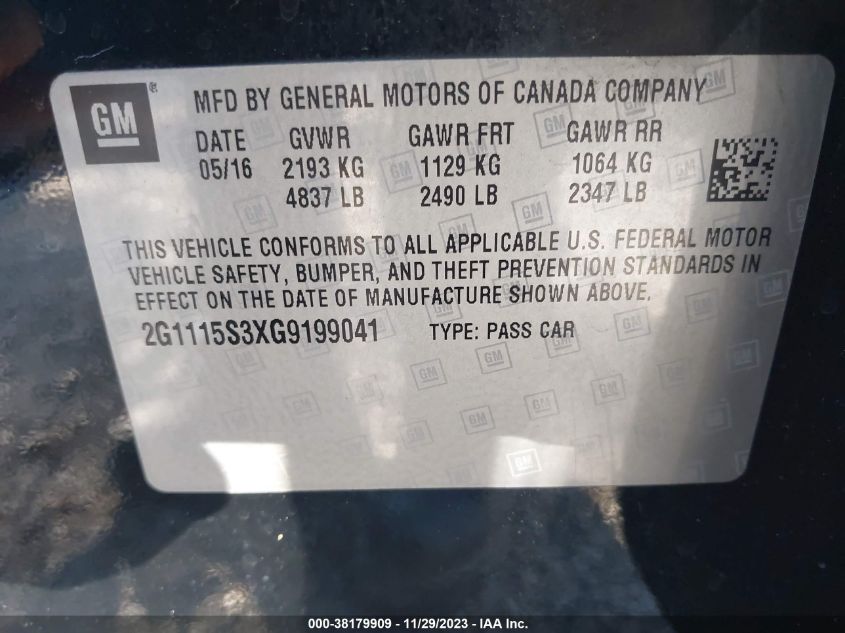 GM ®
MFD BY GENERAL MOTORS OF CANADA COMPANY
DATE GVWR GAWR FRT GAWR RR
05/16 2193 KG 1129 KG 1064 KG
4837 LB 2490 LB 2347 LB
THIS VEHICLE CONFORMS TO ALL APPLICABLE U.S. FEDERAL MOTOR
VEHICLE SAFETY, BUMPER, AND THEFT PREVENTION STANDARDS IN
EFFECT ON THE DATE OF MANUFACTURE SHOWN ABOVE.
2G1115S3XG9199041 TYPE: PASS CAR
000-38179909 - 11/29/2023 - IAA Inc.